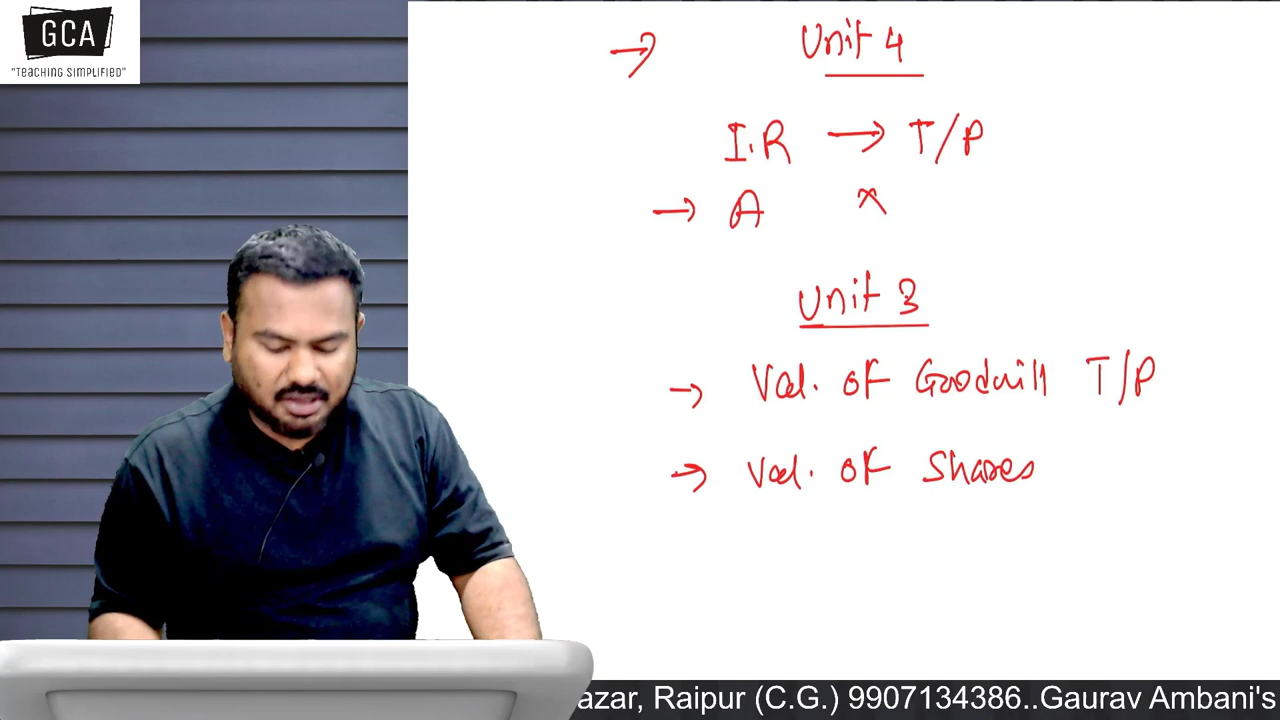 GCA
"TEACHING SIMPLIFIED"
→ Unit 4
I.R → T/P
→ A x
Unit 3
→ Val. of Goodwill T/P
→ Val. of Shares
azar, Raipur (C.G.) 9907134386..Gaurav Ambani's